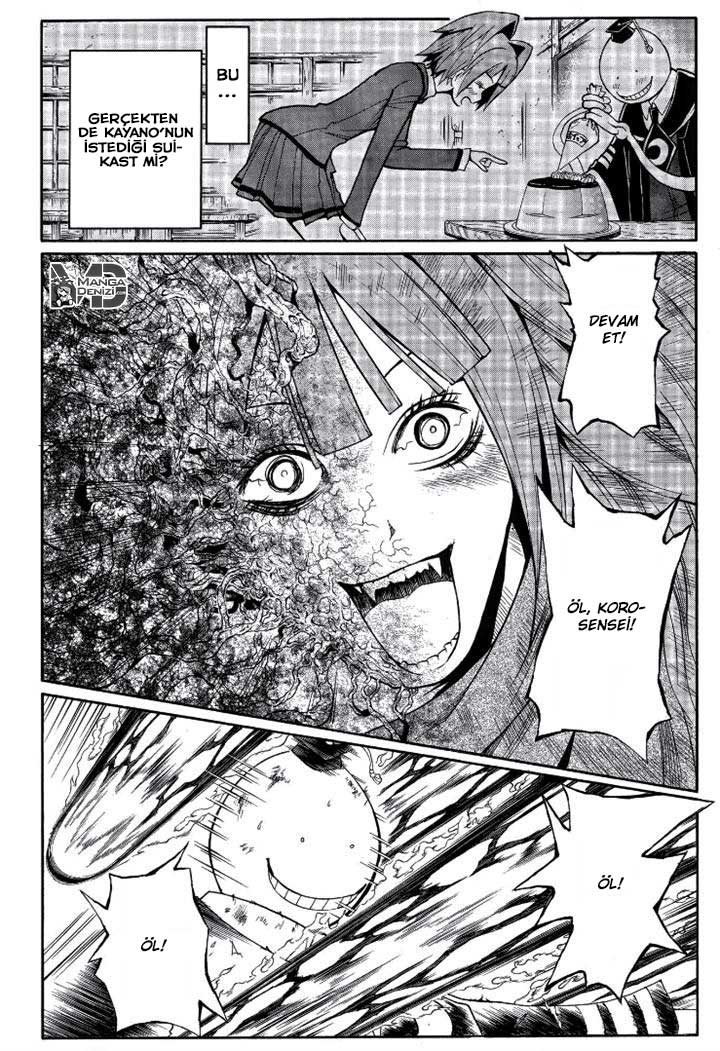 BU
...
GERÇEKTEN
DE KAYANO'NUN
İSTEDİĞİ SUİ-
KAST MI?
MANGA
DENİZİ
DEVAM
ET!
ÖL, KORO-
SENSEİ!
ÖL!
ÖL!